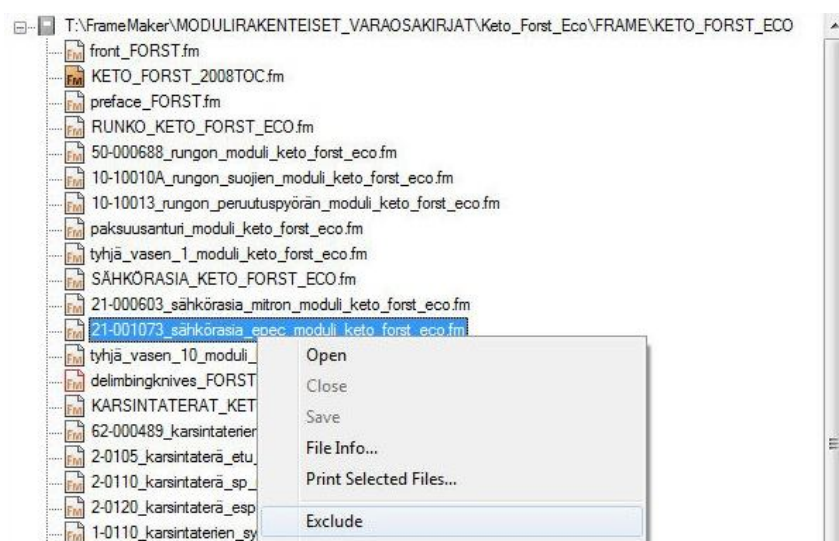 T:\FrameMaker\MODULIRAKENTEISET_VARAOSAKIRJAT\Keto_Forst_Eco\FRAME\KETO_FORST_ECO
front_FORST.fm
KETO_FORST_2008TOC.fm
preface_FORST.fm
RUNKO_KETO_FORST_ECO.fm
50-000688_rungon_moduli_keto_forst_eco.fm
10-10010A_rungon_suojien_moduli_keto_forst_eco.fm
10-10013_rungon_peruutuspyörän_moduli_keto_forst_eco.fm
paksuusanturi_moduli_keto_forst_eco.fm
tyhjä_vasen_1_moduli_keto_forst_eco.fm
SÄHKÖRASIA_KETO_FORST_ECO.fm
21-000603_sähkörasia_mitron_moduli_keto_forst_eco.fm
21-001073_sähkörasia_epec_moduli_keto_forst_eco.fm
tyhjä_vasen_10_moduli_
Open
delimbingknives_FORST
Close
KARSINTATERAT_KET
Save
62-000489_karsintaterien
File Info...
2-0105_karsintaterä_etu_
2-0110_karsintaterä_sp_
Print Selected Files...
2-0120_karsintaterä_esp
Exclude
1-0110_karsintaterien_sy